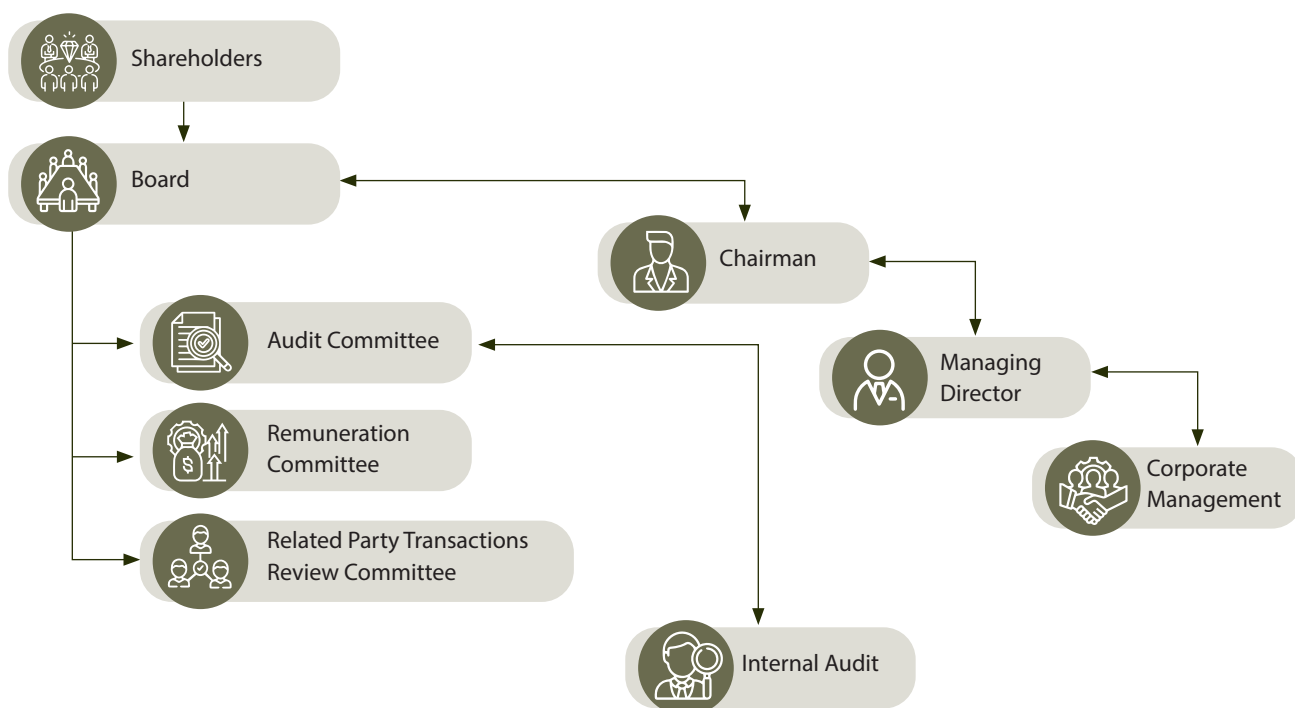 Shareholders
Board
Chairman
Audit Committee
Managing
Director
Remuneration
Committee
Corporate
Management
Related Party Transactions
Review Committee
Internal Audit
$